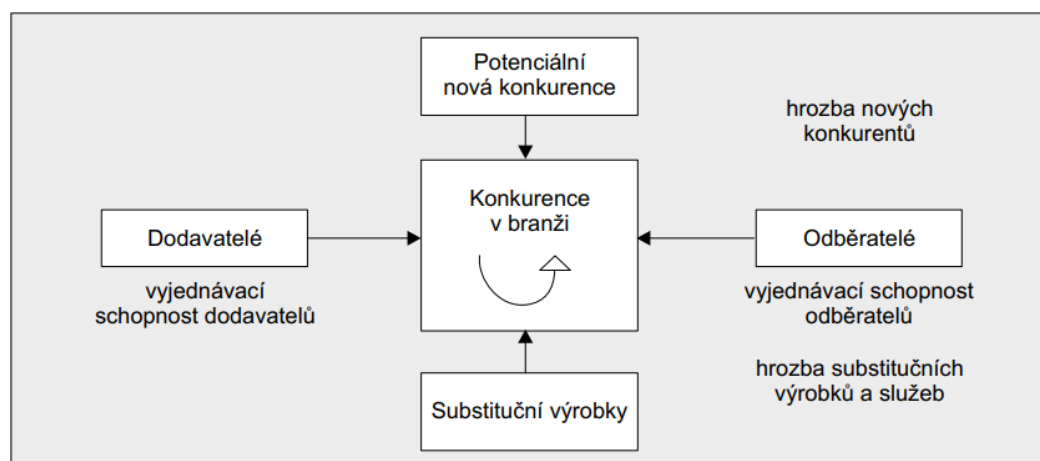 Potenciální
nová konkurence
hrozba nových
konkurentů
Konkurence
v branži
Dodavatelé
Odběratelé
vyjednávací
schopnost dodavatelů
vyjednávací schopnost
odběratelů
hrozba substitučních
výrobků a služeb
Substituční výrobky